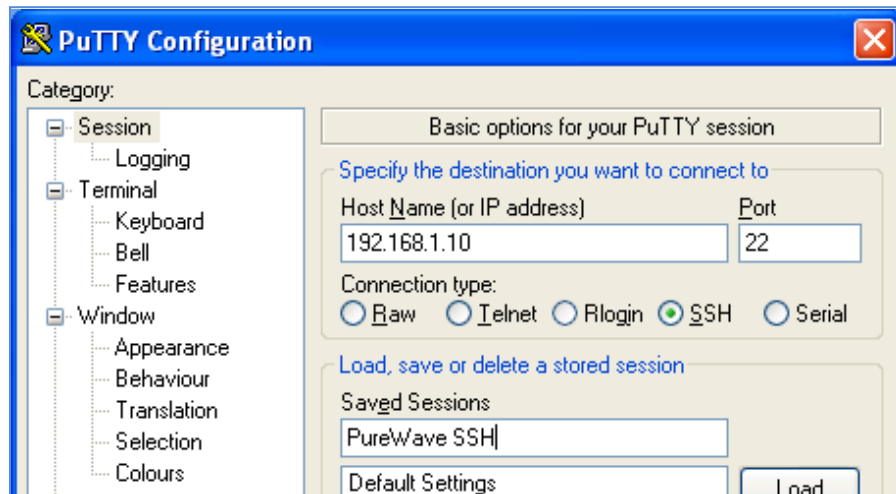 PuTTY Configuration
Category:
Session
Logging
Terminal
Keyboard
Bell
Features
Window
Appearance
Behaviour
Translation
Selection
Colours
Basic options for your PuTTY session
Specify the destination you want to connect to
Host Name (or IP address) Port
192.168.1.10 22
Connection type:
Raw Telnet Rlogin SSH Serial
Load, save or delete a stored session
Saved Sessions
PureWave SSH
Default Settings Load